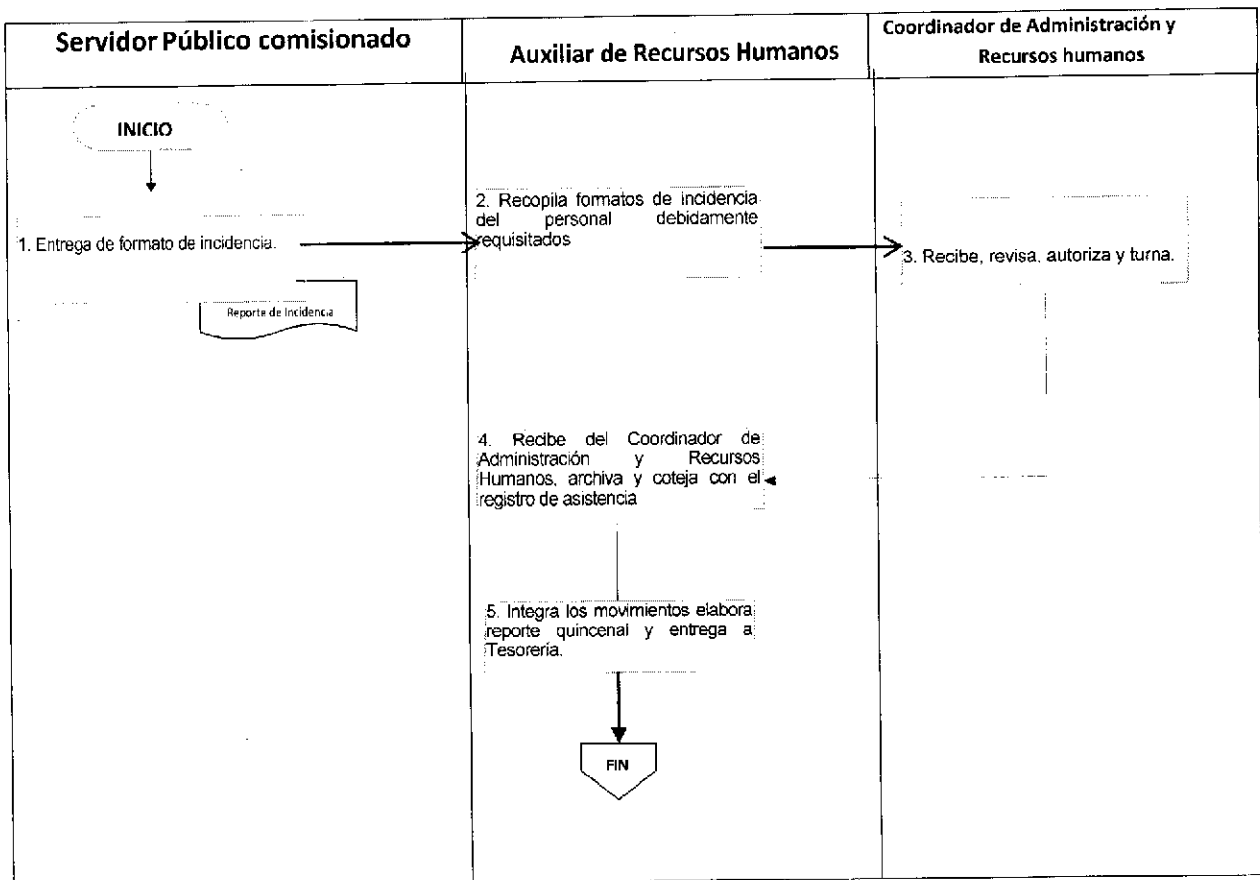 Servidor Público comisionado
Auxiliar de Recursos Humanos
Coordinador de Administración y
Recursos humanos
INICIO
1. Entrega de formato de incidencia.
Reporte de Incidencia
2. Recopila formatos de incidencia
del personal debidamente
requisitados
3. Recibe, revisa, autoriza y turna.
4. Recibe del Coordinador de
Administración y Recursos
Humanos, archiva y coteja con el
registro de asistencia
5. Integra los movimientos elabora
reporte quincenal y entrega a
Tesorería.
FIN